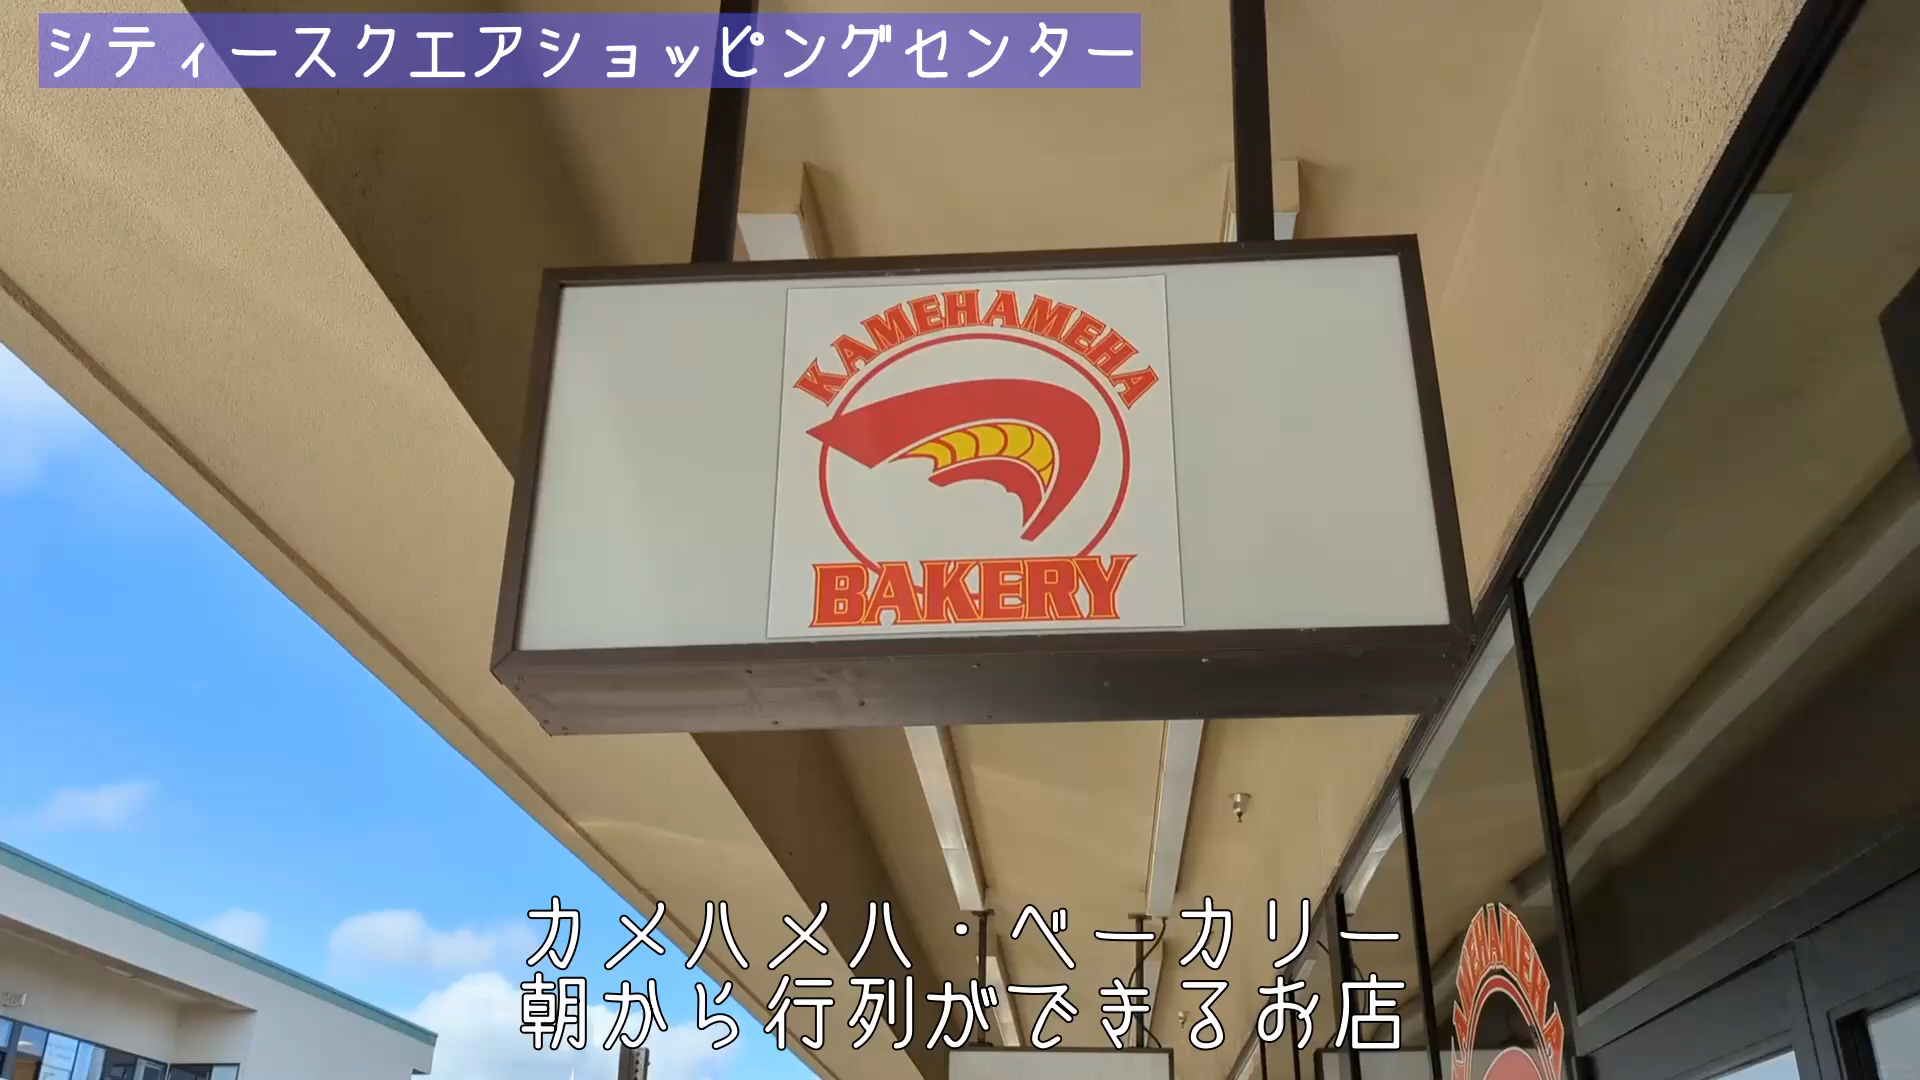 シティースクエアショッピングセンター
KAMEHAMEHA
BAKERY
カメハメハ・ベーカリー
朝から行列ができるお店